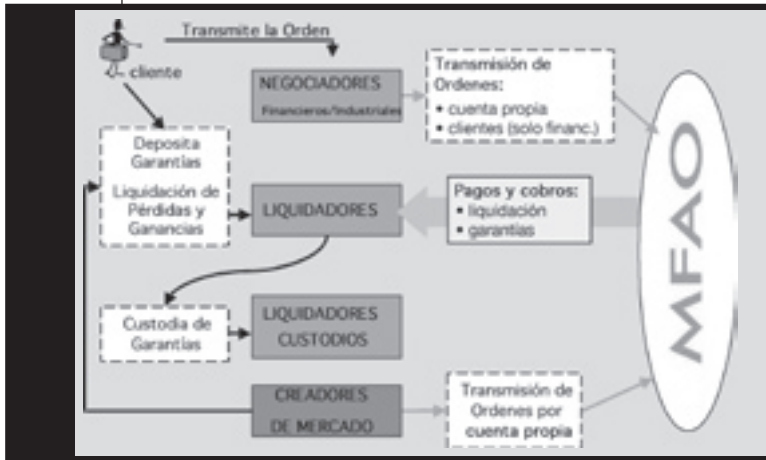 Transmite la Orden
cliente
NEGOCIADORES
Financieros/Industriales
Transmisión de
Ordenes:
• cuenta propia
• clientes (solo financ.)
Deposita
Garantías
Liquidación de
Pérdidas y
Ganancias
LIQUIDADORES
Pagos y cobros:
• liquidación
• garantías
MFAO
Custodia de
Garantías
LIQUIDADORES
CUSTODIOS
CREADORES
DE MERCADO
Transmisión de
Ordenes por
cuenta propia